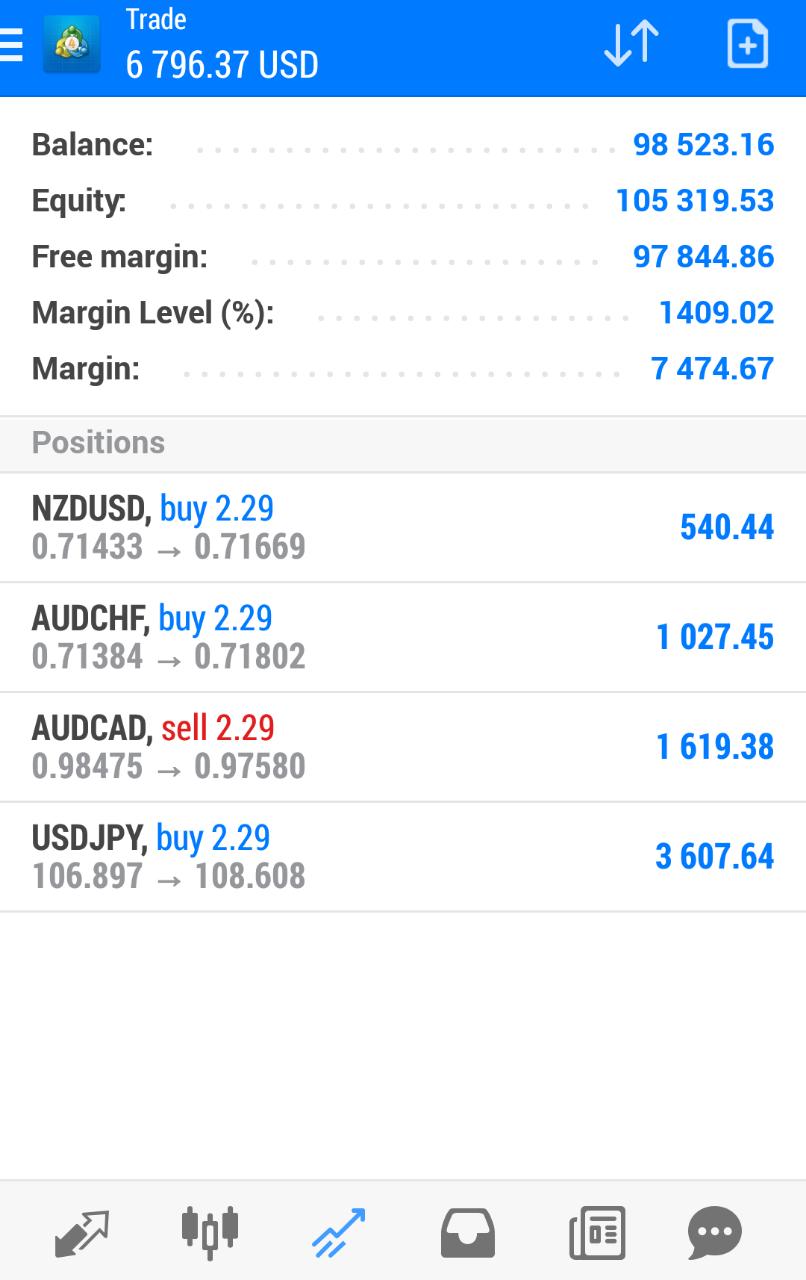 Trade
6 796.37 USD
Balance: 98 523.16
Equity: 105 319.53
Free margin: 97 844.86
Margin Level (%): 1409.02
Margin: 7 474.67
Positions
NZDUSD, buy 2.29
0.71433 → 0.71669 540.44
AUDCHF, buy 2.29
0.71384 → 0.71802 1 027.45
AUDCAD, sell 2.29
0.98475 → 0.97580 1 619.38
USDJPY, buy 2.29
106.897 → 108.608 3 607.64